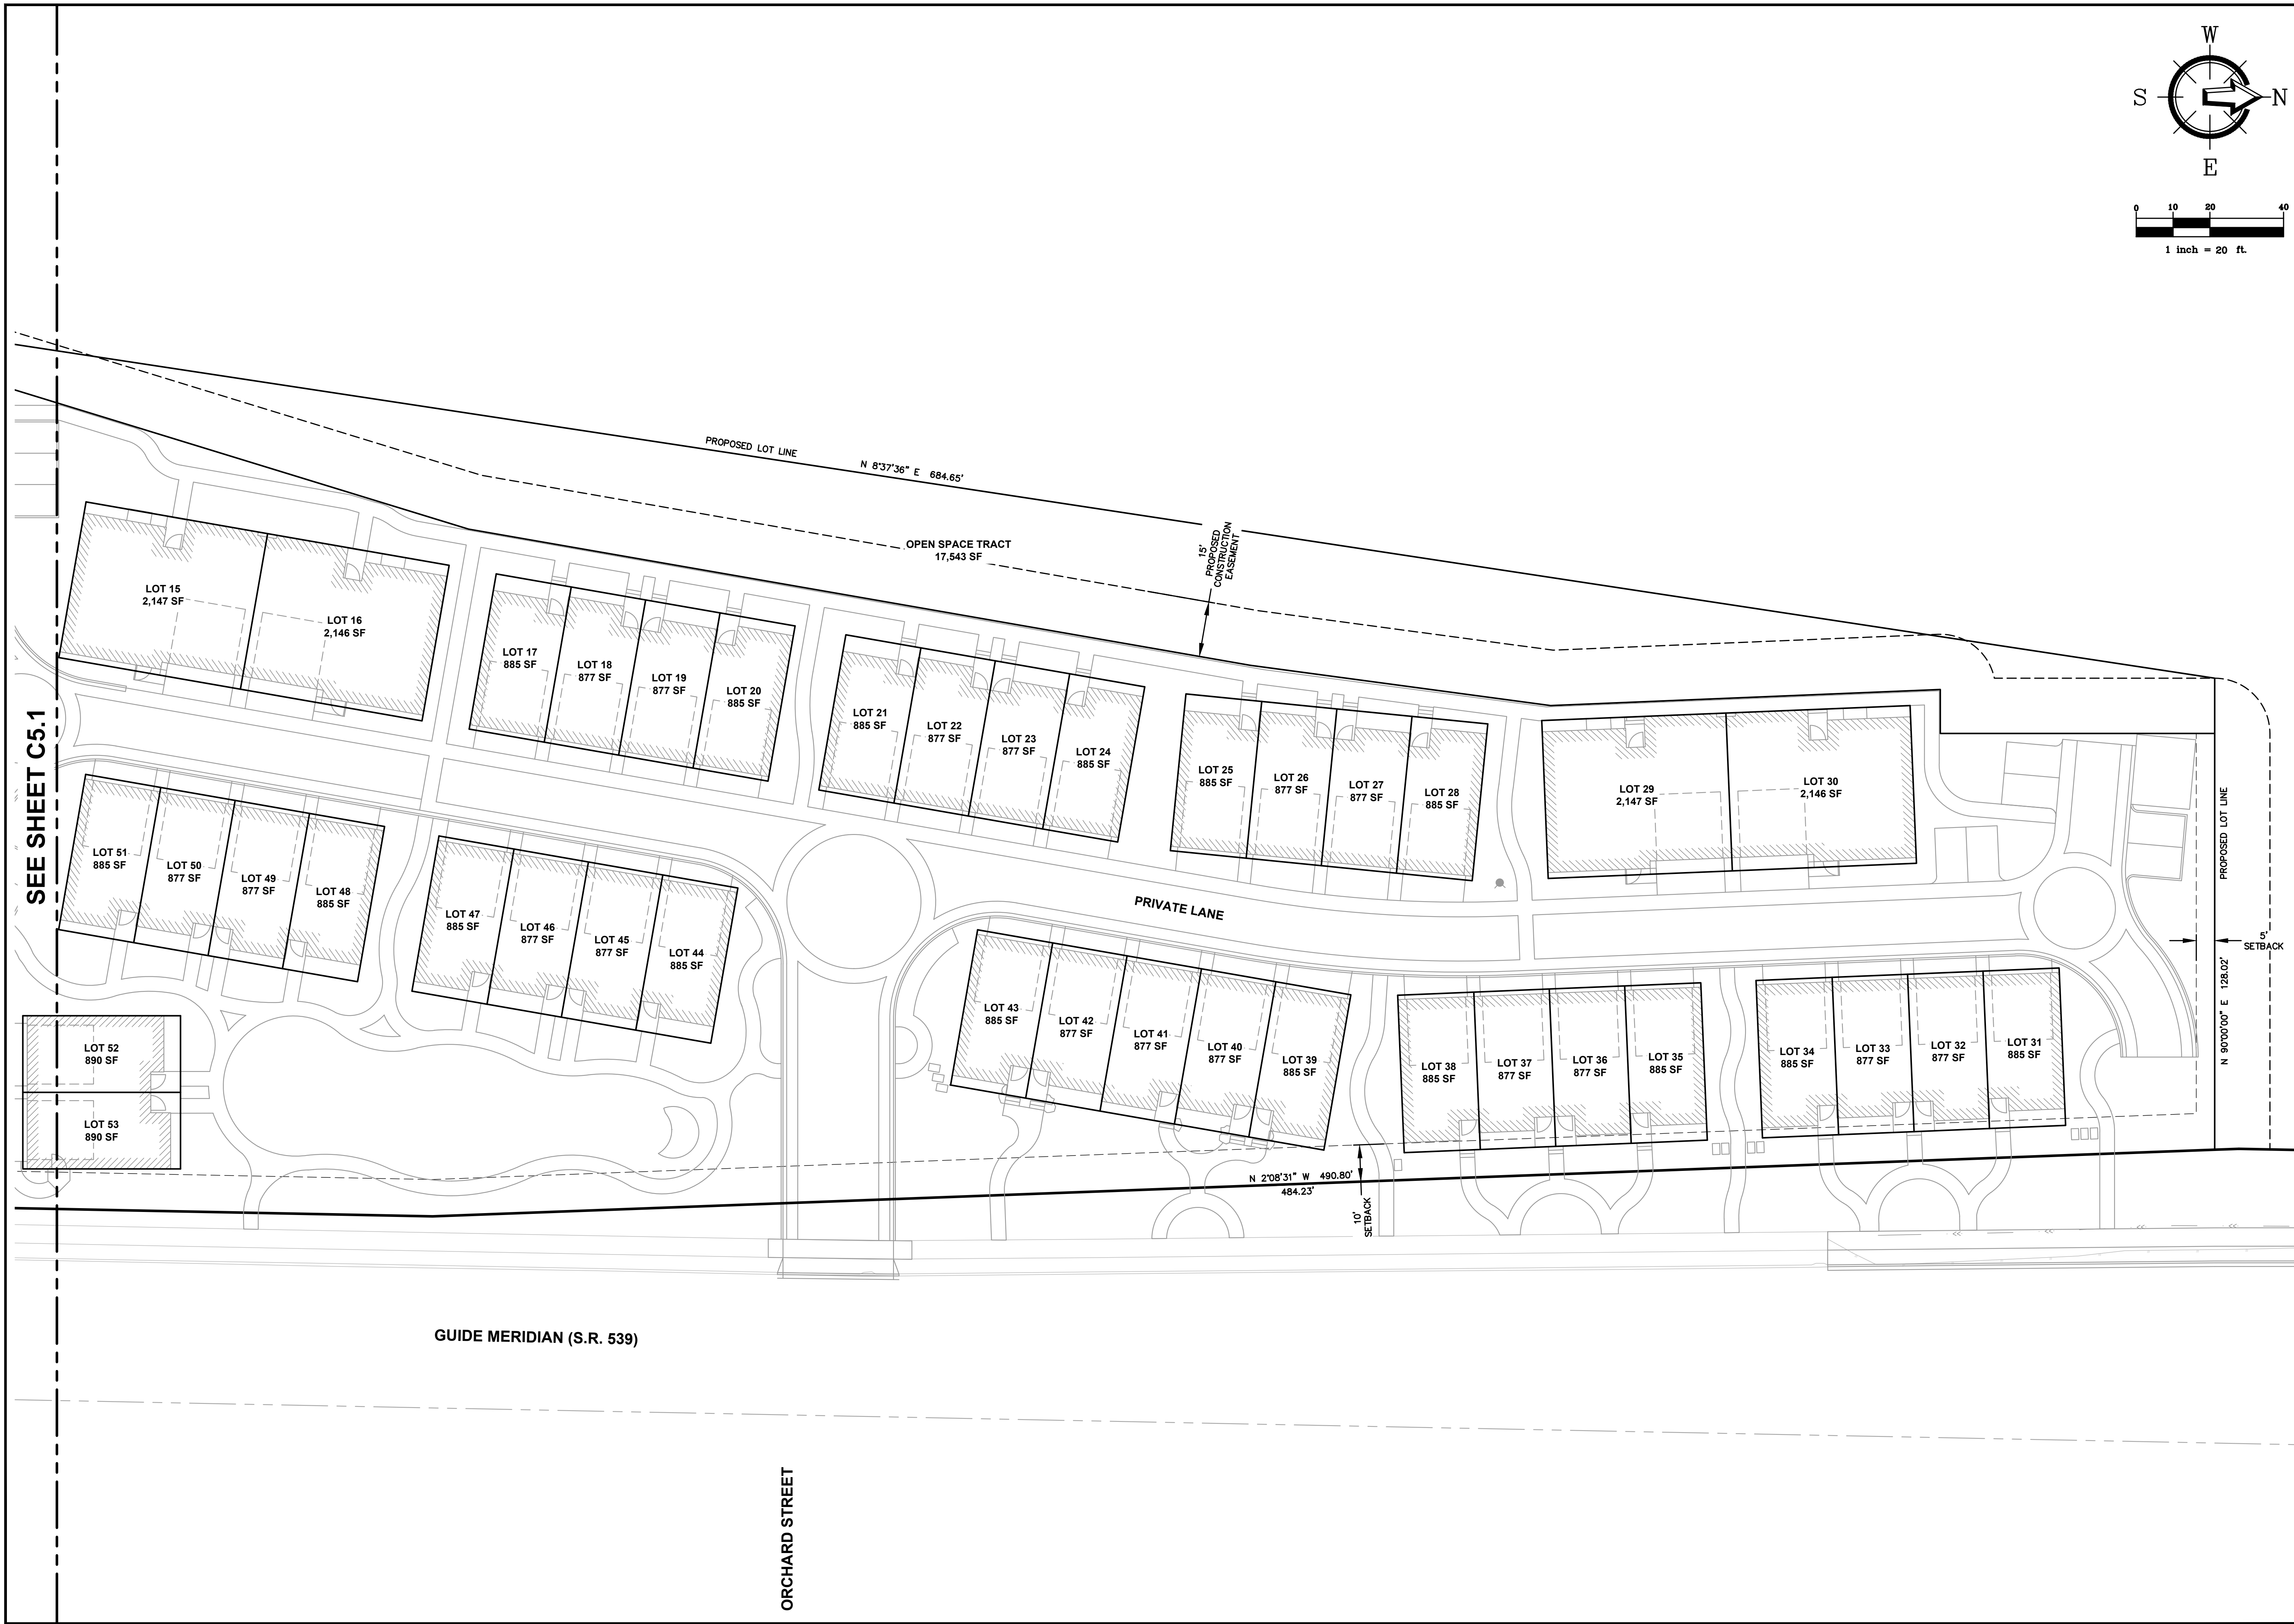 W
S
N
E
0 10 20 40
1 inch = 20 ft.
SEE SHEET C5.1
PROPOSED LOT LINE
N 8°37'36" E 684.65'
OPEN SPACE TRACT
17,543 SF
15'
PROPOSED
CONSTRUCTION
EASEMENT
LOT 15
2,147 SF
LOT 16
2,146 SF
LOT 17
885 SF
LOT 18
877 SF
LOT 19
877 SF
LOT 20
885 SF
LOT 21
885 SF
LOT 22
877 SF
LOT 23
877 SF
LOT 24
885 SF
LOT 25
885 SF
LOT 26
877 SF
LOT 27
877 SF
LOT 28
885 SF
LOT 29
2,147 SF
LOT 30
2,146 SF
PROPOSED LOT LINE
N 90°00'00" E 128.02'
5'
SETBACK
PRIVATE LANE
LOT 51
885 SF
LOT 50
877 SF
LOT 49
877 SF
LOT 48
885 SF
LOT 47
885 SF
LOT 46
877 SF
LOT 45
877 SF
LOT 44
885 SF
LOT 43
885 SF
LOT 42
877 SF
LOT 41
877 SF
LOT 40
877 SF
LOT 39
885 SF
LOT 38
885 SF
LOT 37
877 SF
LOT 36
877 SF
LOT 35
885 SF
LOT 34
885 SF
LOT 33
877 SF
LOT 32
877 SF
LOT 31
885 SF
LOT 52
890 SF
LOT 53
890 SF
N 2°08'31" W 490.80'
484.23'
10'
SETBACK
GUIDE MERIDIAN (S.R. 539)
ORCHARD STREET